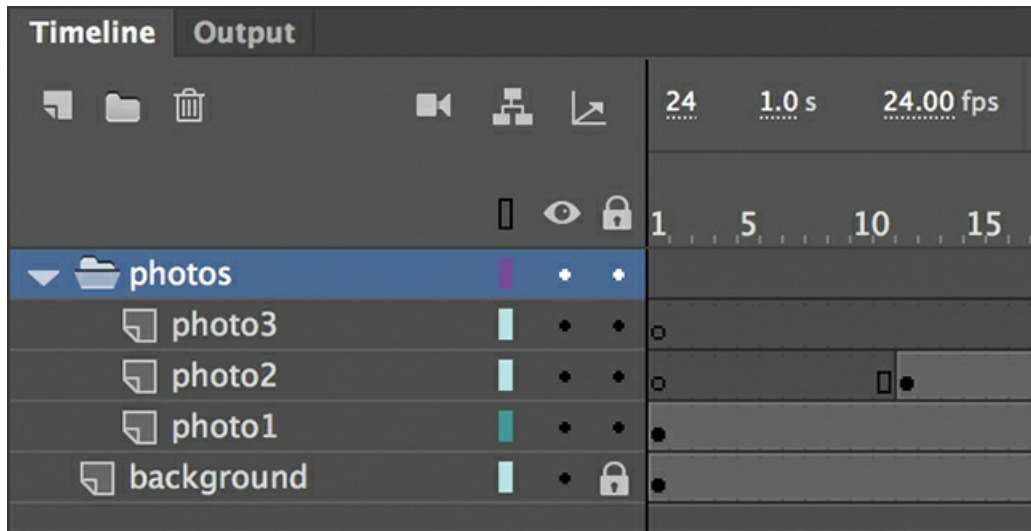 Timeline Output
24 1.0 s 24.00 fps
1 5 10 15
photos
photo3
photo2
photo1
background